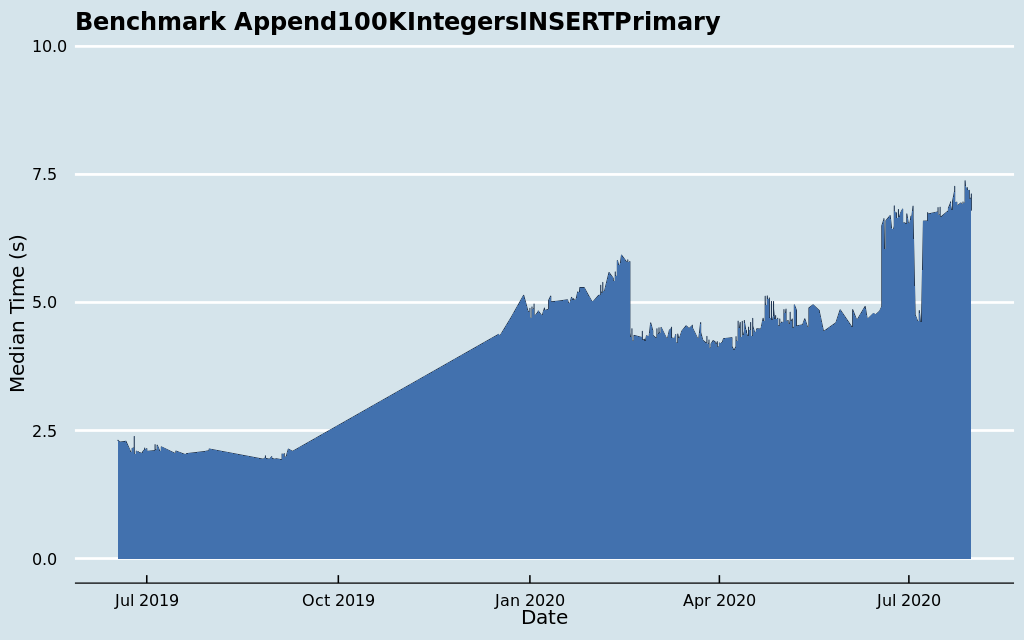 Benchmark Append100KIntegersINSERTPrimary
10.0
7.5
5.0
2.5
0.0
Median Time (s)
Jul 2019 Oct 2019 Jan 2020 Apr 2020 Jul 2020
Date